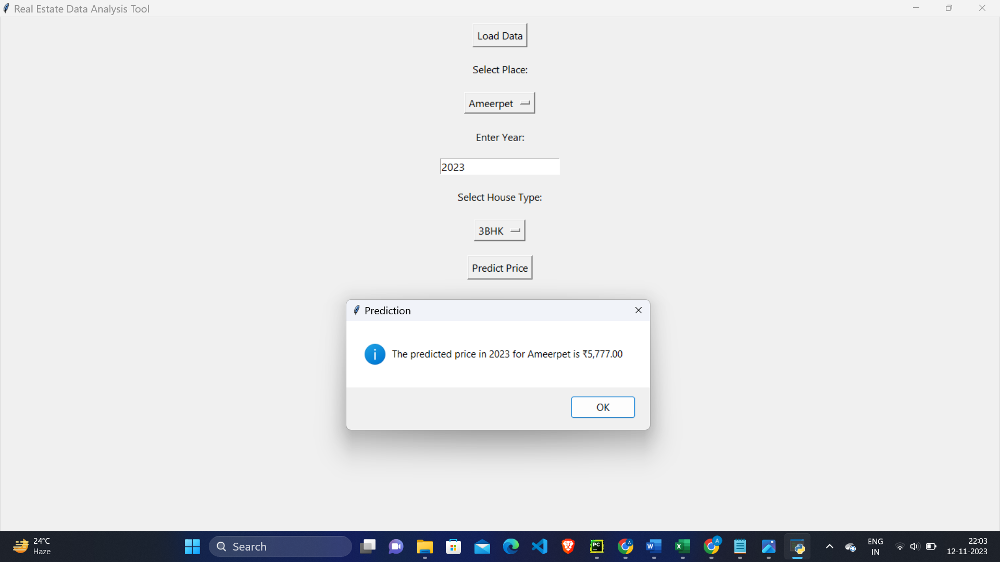 Real Estate Data Analysis Tool
Load Data
Select Place:
Ameerpet
Enter Year:
2023
Select House Type:
3BHK
Predict Price
Prediction
The predicted price in 2023 for Ameerpet is ₹5,777.00
OK
24°C
Haze
Search
PC
A
W
X
A
ENG
IN
22:03
12-11-2023